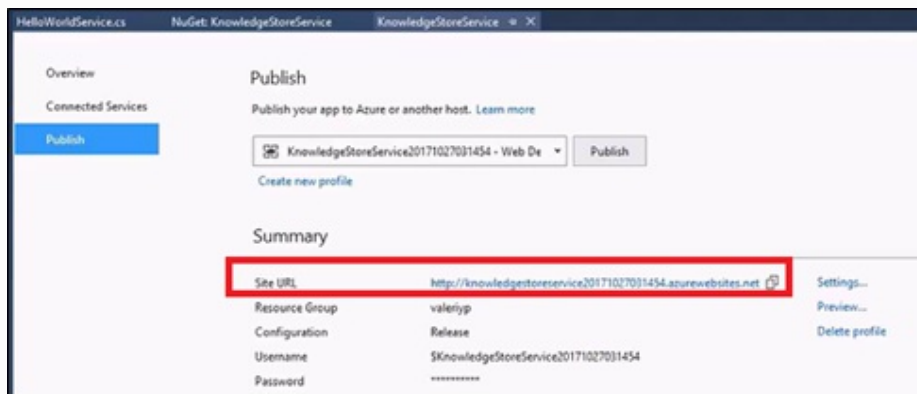 HelloWorldService.cs NuGet: KnowledgeStoreService KnowledgeStoreService
Overview
Connected Services
Publish
Publish
Publish your app to Azure or another host. Learn more
KnowledgeStoreService20171027031454 - Web De Publish
Create new profile
Summary
Site URL http://knowledgestoreservice20171027031454.azurewebsites.net Settings...
Resource Group valeriyp Preview...
Configuration Release Delete profile
Username $KnowledgeStoreService20171027031454
Password **********